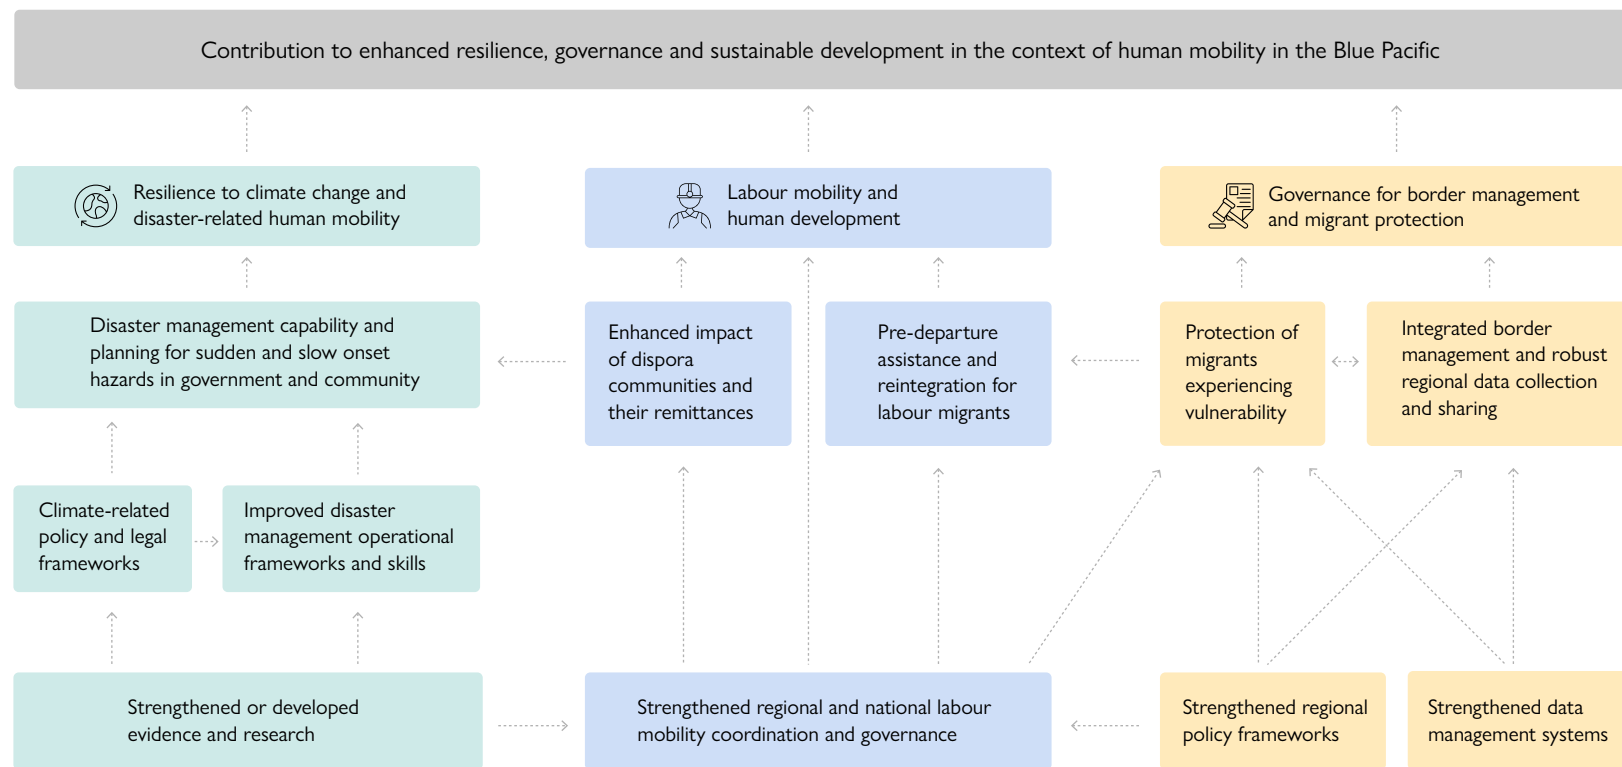 Contribution to enhanced resilience, governance and sustainable development in the context of human mobility in the Blue Pacific
Resilience to climate change and
disaster-related human mobility
Labour mobility and
human development
Governance for border management
and migrant protection
Disaster management capability and
planning for sudden and slow onset
hazards in government and community
Enhanced impact
of dispora
communities and
their remittances
Pre-departure
assistance and
reintegration for
labour migrants
Protection of
migrants
experiencing
vulnerability
Integrated border
management and robust
regional data collection
and sharing
Climate-related
policy and legal
frameworks
Improved disaster
management operational
frameworks and skills
Strengthened or developed
evidence and research
Strengthened regional and national labour
mobility coordination and governance
Strengthened regional
policy frameworks
Strengthened data
management systems